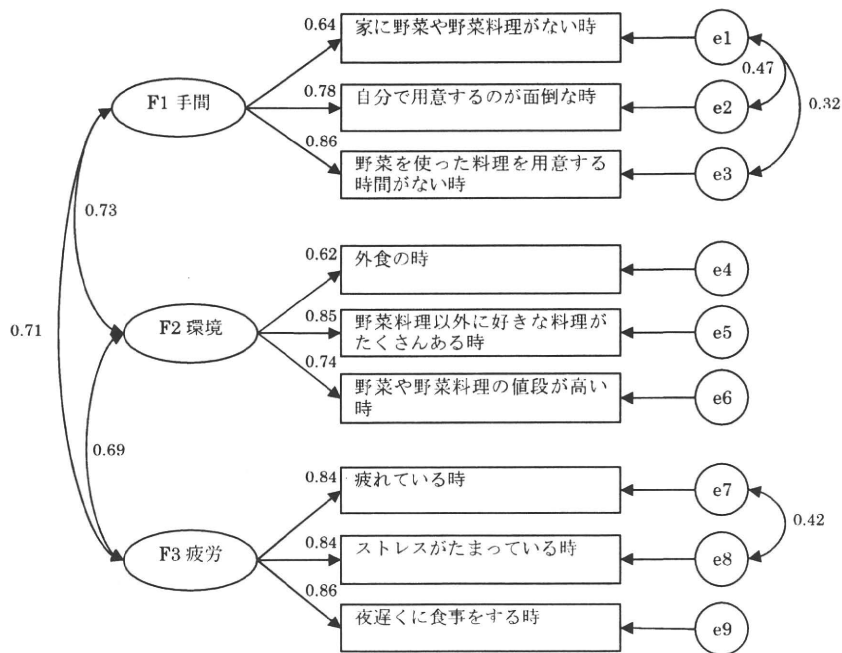 0.64
家に野菜や野菜料理がない時
e1
0.47
F1 手間
0.78
自分で用意するのが面倒な時
e2
0.32
0.86
野菜を使った料理を用意する
時間がない時
e3
0.73
0.62
外食の時
e4
0.71
F2 環境
0.85
野菜料理以外に好きな料理が
たくさんある時
e5
0.74
野菜や野菜料理の値段が高い
時
e6
0.69
0.84
疲れている時
e7
0.42
F3 疲労
0.84
ストレスがたまっている時
e8
0.86
夜遅くに食事をする時
e9